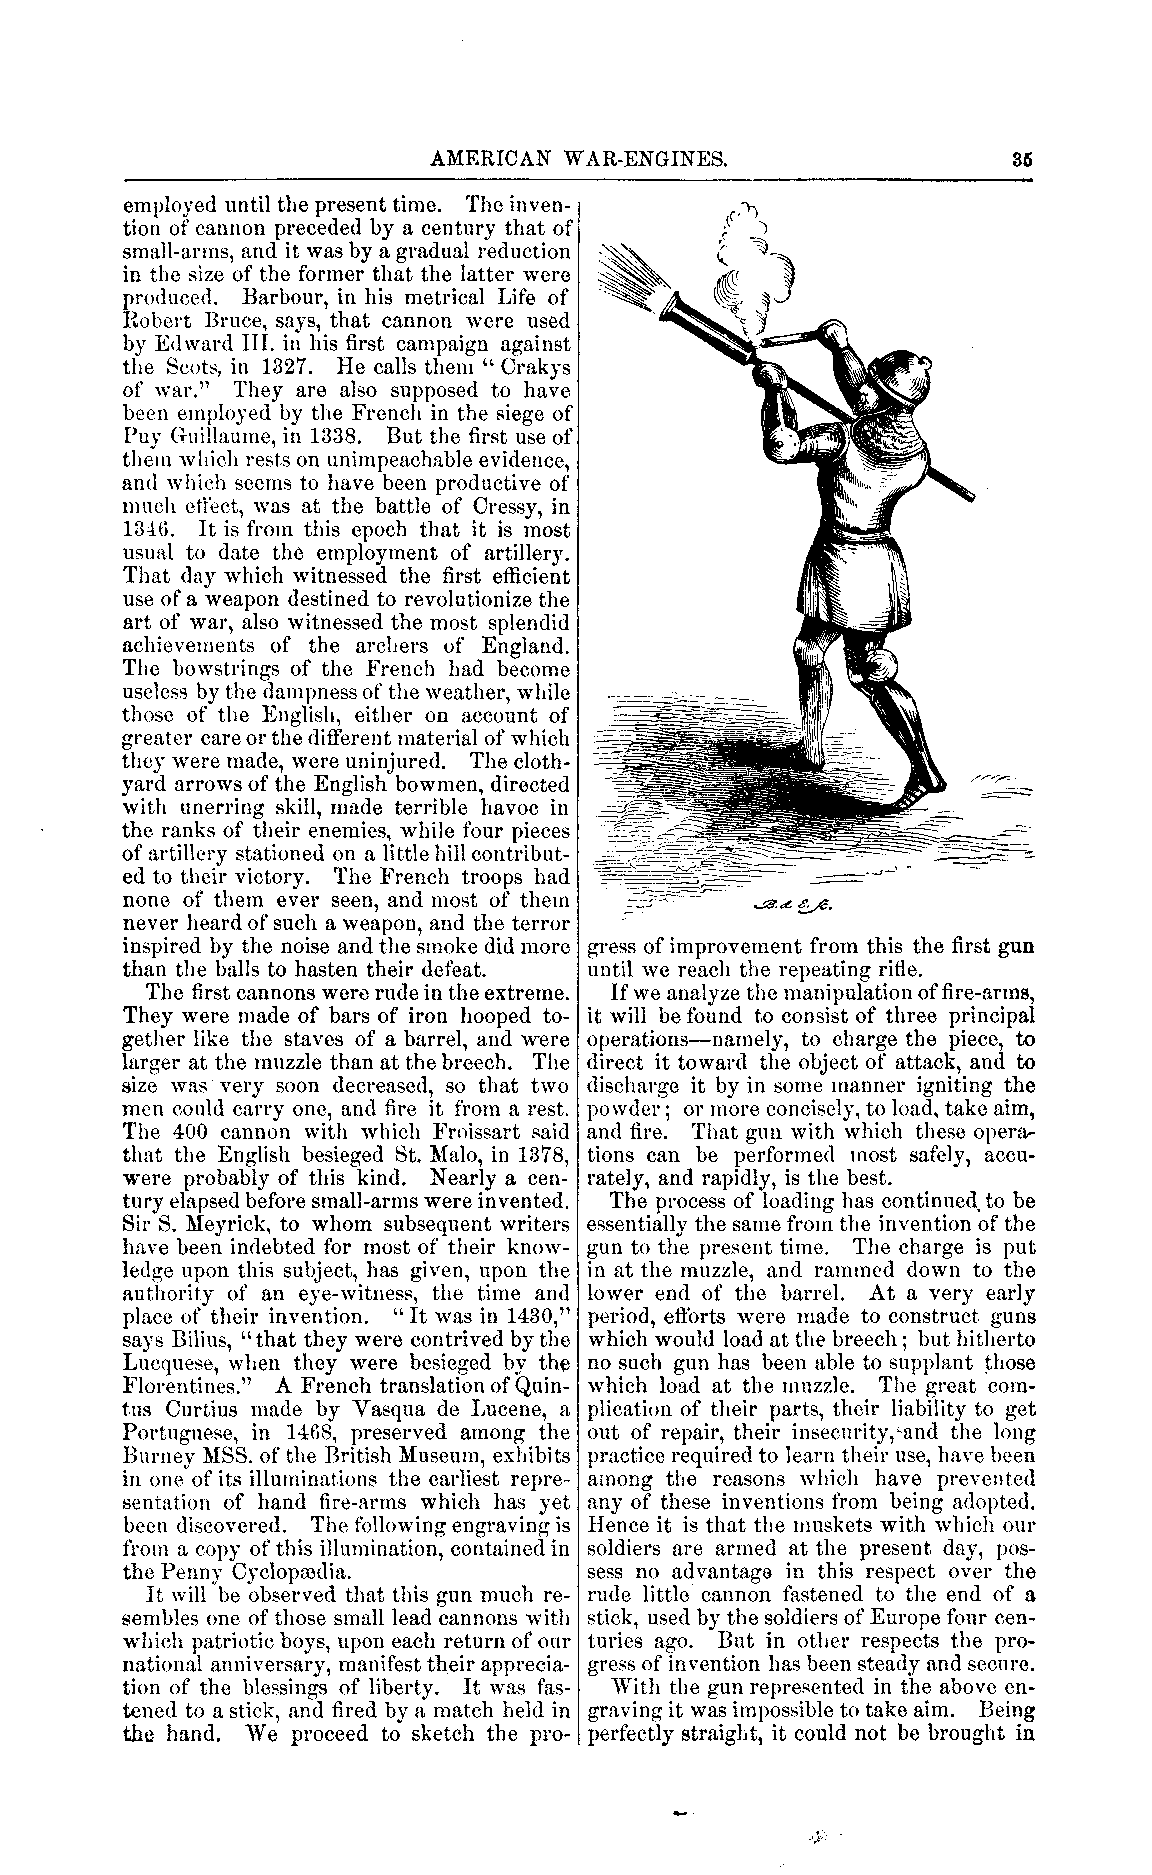 AMERICAN WAR-ENGINES. 35
employed until the present time. The inven-
tion of cannon preceded by a century that of
small-arms, and it was by a gradual reduction
in the size of the former that the latter were
produced. Barbour, in his metrical Life of
Robert Bruce, says, that cannon were used
by Edward III. in his first campaign against
the Scots, in 1327. He calls them “ Crakys
of war.” They are also supposed to have
been employed by the French in the siege of
Puy Guillaume, in 1338. But the first use of
them which rests on unimpeachable evidence,
and which seems to have been productive of
much effect, was at the battle of Cressy, in
1346. It is from this epoch that it is most
usual to date the employment of artillery.
That day which witnessed the first efficient
use of a weapon destined to revolutionize the
art of war, also witnessed the most splendid
achievements of the archers of England.
The bowstrings of the French had become
useless by the dampness of the weather, while
those of the English, either on account of
greater care or the different material of which
they were made, were uninjured. The cloth-
yard arrows of the English bowmen, directed
with unerring skill, made terrible havoc in
the ranks of their enemies, while four pieces
of artillery stationed on a little hill contribut-
ed to their victory. The French troops had
none of them ever seen, and most of them
never heard of such a weapon, and the terror
inspired by the noise and the smoke did more
than the balls to hasten their defeat.
The first cannons were rude in the extreme.
They were made of bars of iron hooped to-
gether like the staves of a barrel, and were
larger at the muzzle than at the breech. The
size was very soon decreased, so that two
men could carry one, and fire it from a rest.
The 400 cannon with which Froissart said
that the English besieged St. Malo, in 1378,
were probably of this kind. Nearly a cen-
tury elapsed before small-arms were invented.
Sir S. Meyrick, to whom subsequent writers
have been indebted for most of their know-
ledge upon this subject, has given, upon the
authority of an eye-witness, the time and
place of their invention. “ It was in 1430,”
says Bilius, “ that they were contrived by the
Lucquese, when they were besieged by the
Florentines.” A French translation of Quin-
tus Curtius made by Vasqua de Lucene, a
Portuguese, in 1468, preserved among the
Burney MSS. of the British Museum, exhibits
in one of its illuminations the earliest repre-
sentation of hand fire-arms which has yet
been discovered. The following engraving is
from a copy of this illumination, contained in
the Penny Cyclopædia.
It will be observed that this gun much re-
sembles one of those small lead cannons with
which patriotic boys, upon each return of our
national anniversary, manifest their apprecia-
tion of the blessings of liberty. It was fas-
tened to a stick, and fired by a match held in
the hand. We proceed to sketch the pro-
gress of improvement from this the first gun
until we reach the repeating rifle.
If we analyze the manipulation of fire-arms,
it will be found to consist of three principal
operations—namely, to charge the piece, to
direct it toward the object of attack, and to
discharge it by in some manner igniting the
powder ; or more concisely, to load, take aim,
and fire. That gun with which these opera-
tions can be performed most safely, accu-
rately, and rapidly, is the best.
The process of loading has continued to be
essentially the same from the invention of the
gun to the present time. The charge is put
in at the muzzle, and rammed down to the
lower end of the barrel. At a very early
period, efforts were made to construct guns
which would load at the breech ; but hitherto
no such gun has been able to supplant those
which load at the muzzle. The great com-
plication of their parts, their liability to get
out of repair, their insecurity, and the long
practice required to learn their use, have been
among the reasons which have prevented
any of these inventions from being adopted.
Hence it is that the muskets with which our
soldiers are armed at the present day, pos-
sess no advantage in this respect over the
rude little cannon fastened to the end of a
stick, used by the soldiers of Europe four cen-
turies ago. But in other respects the pro-
gress of invention has been steady and secure.
With the gun represented in the above en-
graving it was impossible to take aim. Being
perfectly straight, it could not be brought in